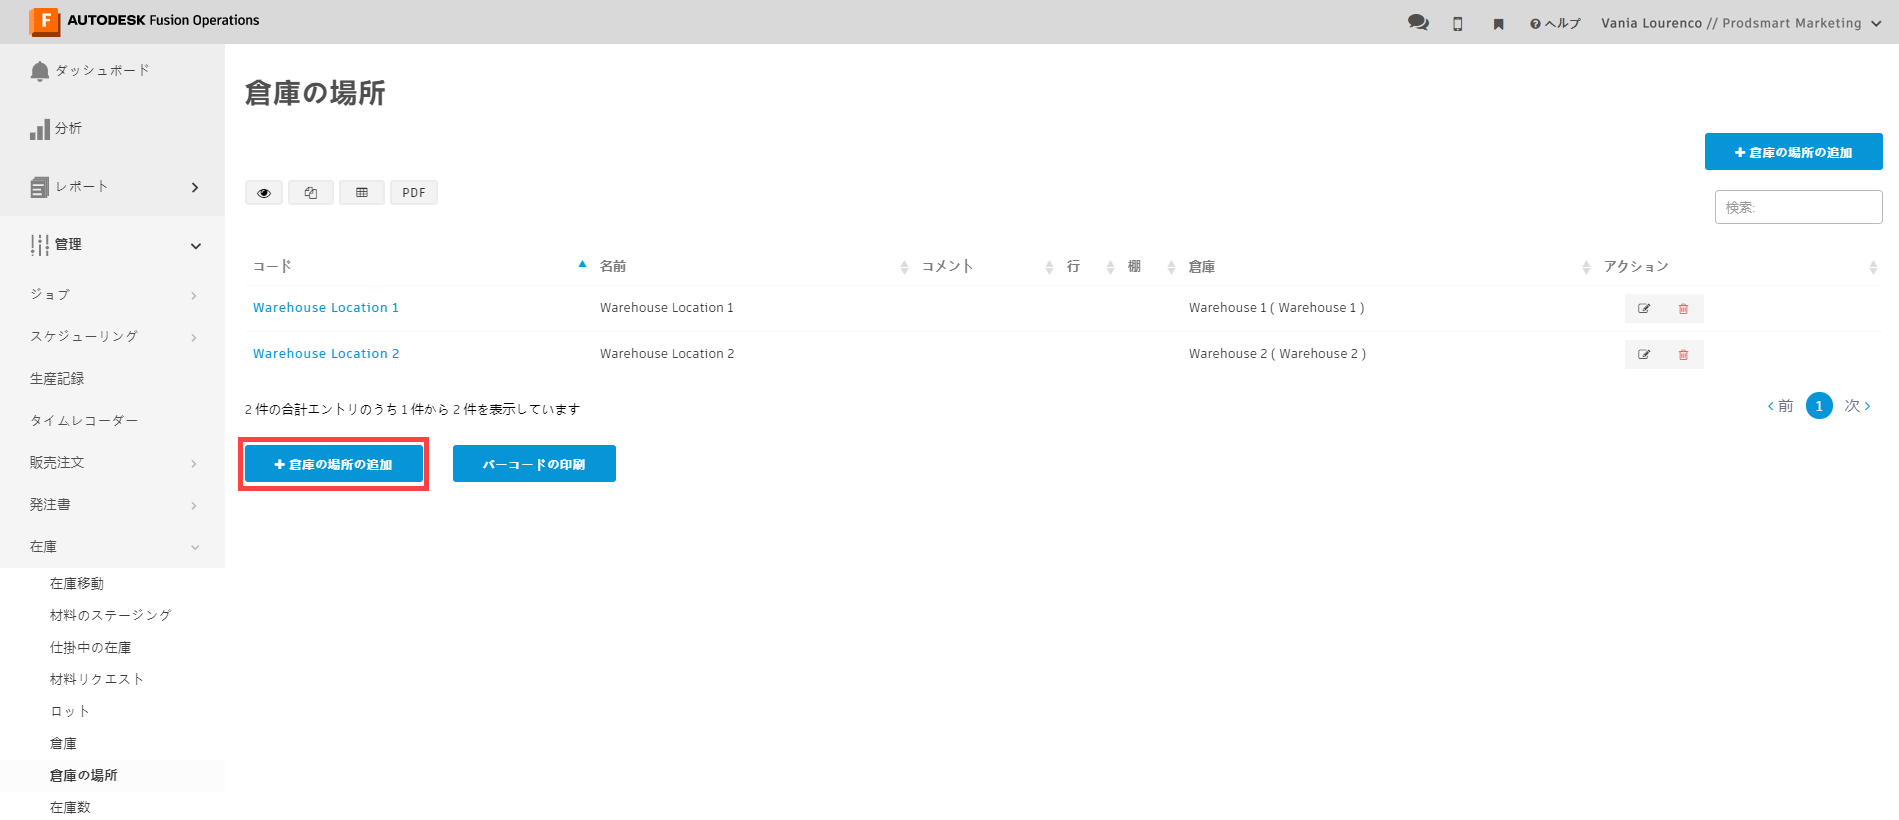 F AUTODESK Fusion Operations
ヘルプ
Vania Lourenco // Prodsmart Marketing
ダッシュボード
分析
レポート
管理
ジョブ
スケジューリング
生産記録
タイムレコーダー
販売注文
発注書
在庫
在庫移動
材料のステージング
仕掛中の在庫
材料リクエスト
ロット
倉庫
倉庫の場所
在庫数
倉庫の場所
+ 倉庫の場所の追加
PDF
検索:
コード 名前 コメント 行 棚 倉庫 アクション
Warehouse Location 1 Warehouse Location 1 Warehouse 1 ( Warehouse 1 )
Warehouse Location 2 Warehouse Location 2 Warehouse 2 ( Warehouse 2 )
2 件の合計エントリのうち 1 件から 2 件を表示しています
前 1 次
+ 倉庫の場所の追加
バーコードの印刷